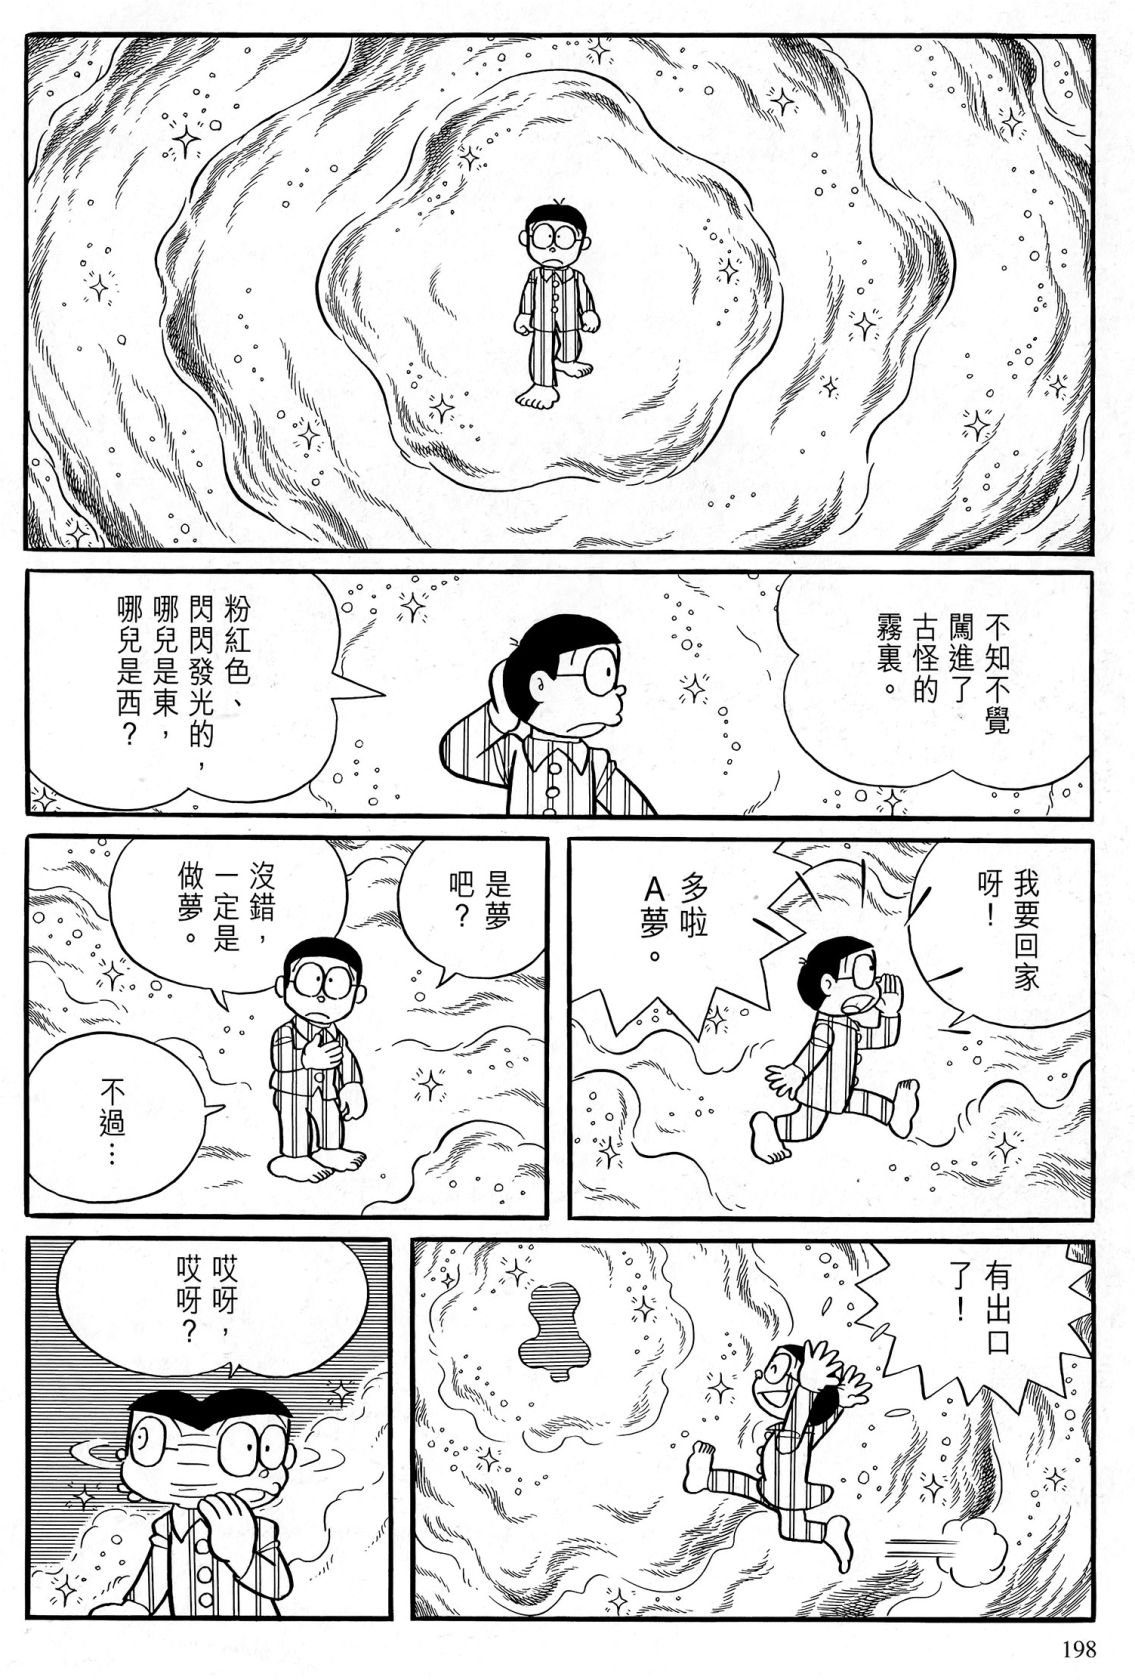 不知不覺
闖進了
古怪的
霧裏。
粉紅色、
閃閃發光的，
哪兒是東，
哪兒是西？
我要回家
呀！
多啦
A夢。
是夢
吧？
沒錯，
一定是
做夢。
不過…
有出口
了！
哎呀，
哎呀？
198